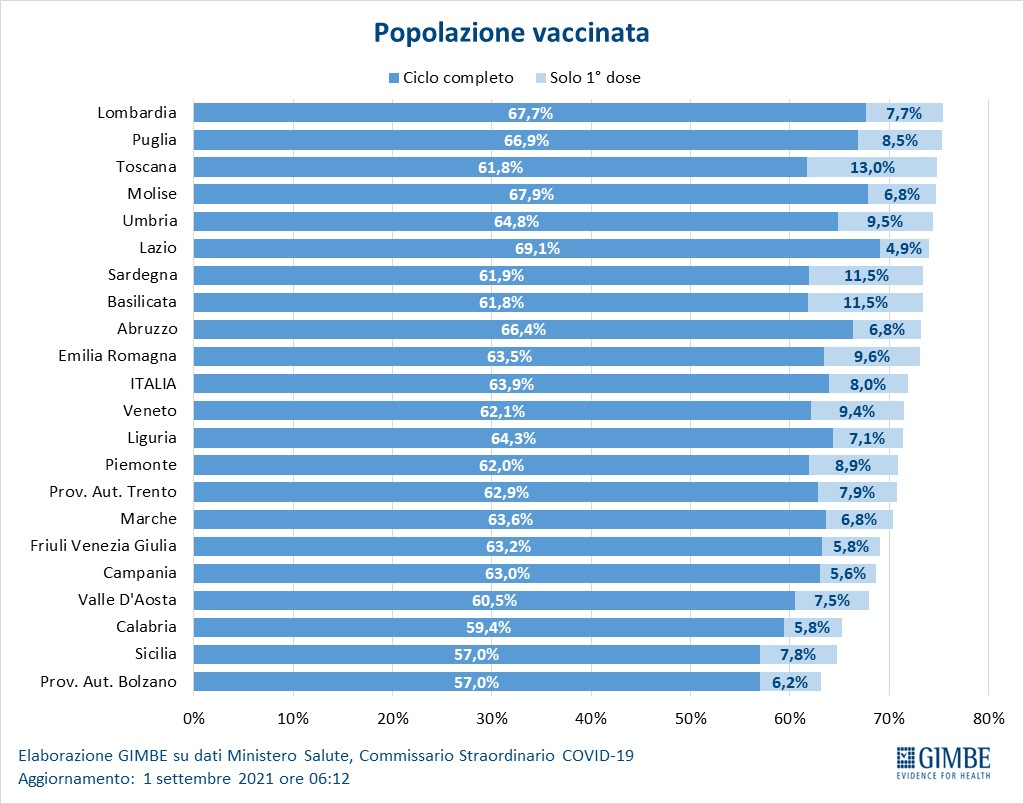 Popolazione vaccinata
Ciclo completo Solo 1° dose
Lombardia 67,7% 7,7%
Puglia 66,9% 8,5%
Toscana 61,8% 13,0%
Molise 67,9% 6,8%
Umbria 64,8% 9,5%
Lazio 69,1% 4,9%
Sardegna 61,9% 11,5%
Basilicata 61,8% 11,5%
Abruzzo 66,4% 6,8%
Emilia Romagna 63,5% 9,6%
ITALIA 63,9% 8,0%
Veneto 62,1% 9,4%
Liguria 64,3% 7,1%
Piemonte 62,0% 8,9%
Prov. Aut. Trento 62,9% 7,9%
Marche 63,6% 6,8%
Friuli Venezia Giulia 63,2% 5,8%
Campania 63,0% 5,6%
Valle D'Aosta 60,5% 7,5%
Calabria 59,4% 5,8%
Sicilia 57,0% 7,8%
Prov. Aut. Bolzano 57,0% 6,2%
0% 10% 20% 30% 40% 50% 60% 70% 80%
Elaborazione GIMBE su dati Ministero Salute, Commissario Straordinario COVID-19
Aggiornamento: 1 settembre 2021 ore 06:12
GIMBE
EVIDENCE FOR HEALTH